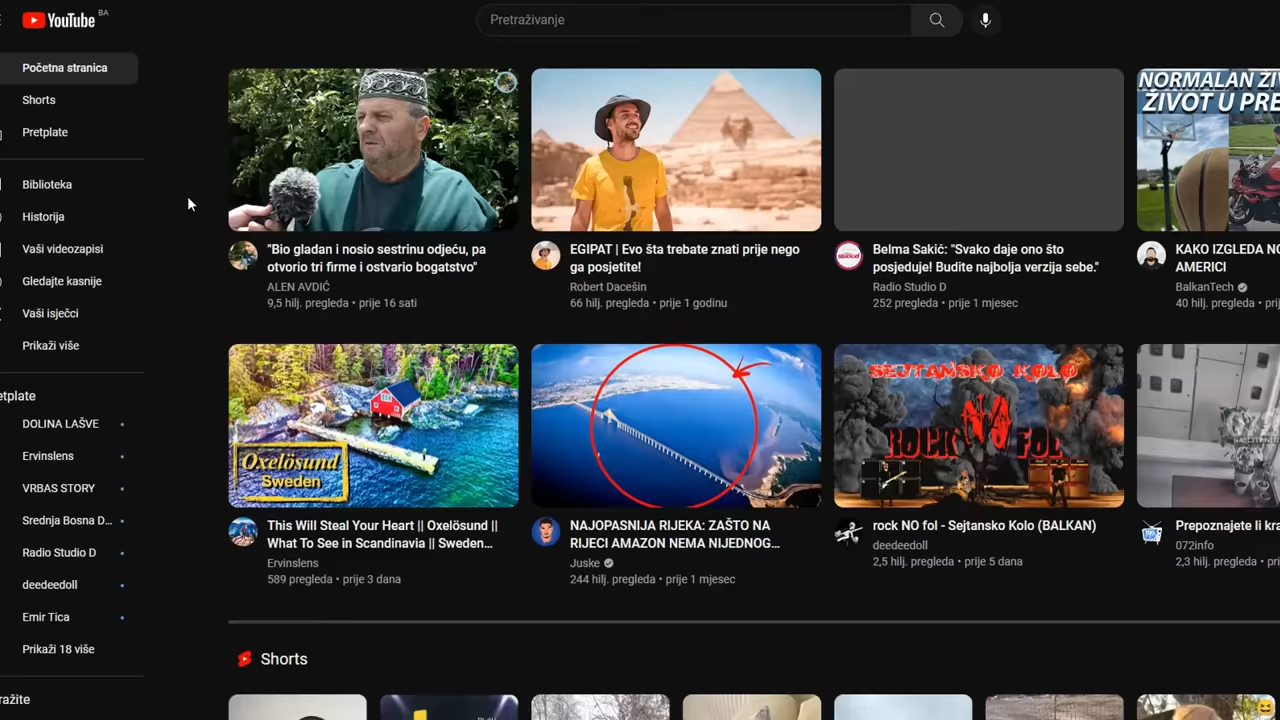 YouTube BA
Pretraživanje
Početna stranica
Shorts
Pretplate
Biblioteka
Historija
Vaši videozapisi
Gledajte kasnije
Vaši isječci
Prikaži više
etplate
DOLINA LAŠVE
Ervinslens
VRBAS STORY
Srednja Bosna D...
Radio Studio D
deedeedoll
Emir Tica
Prikaži 18 više
ražite
"Bio gladan i nosio sestrinu odjeću, pa
otvorio tri firme i ostvario bogatstvo"
ALEN AVDIĆ
9,5 hilj. pregleda • prije 16 sati
EGIPAT | Evo šta trebate znati prije nego
ga posjetite!
Robert Dacešin
66 hilj. pregleda • prije 1 godinu
Belma Sakić: "Svako daje ono što
posjeduje! Budite najbolja verzija sebe."
Radio Studio D
252 pregleda • prije 1 mjesec
NORMALAN ŽI
ŽIVOT U PRE
KAKO IZGLEDA NO
AMERICI
BalkanTech
40 hilj. pregleda • prij
Oxelösund
Sweden
This Will Steal Your Heart || Oxelösund ||
What To See in Scandinavia || Sweden...
Ervinslens
589 pregleda • prije 3 dana
NAJOPASNIJA RIJEKA: ZAŠTO NA
RIJECI AMAZON NEMA NIJEDNOG...
Juske
244 hilj. pregleda • prije 1 mjesec
SEJTANSKO KOLO
ROCK NO FOL
rock NO fol - Sejtansko Kolo (BALKAN)
deedeedoll
2,5 hilj. pregleda • prije 5 dana
Prepoznajete li kra
072info
2,3 hilj. pregleda • pri
Shorts